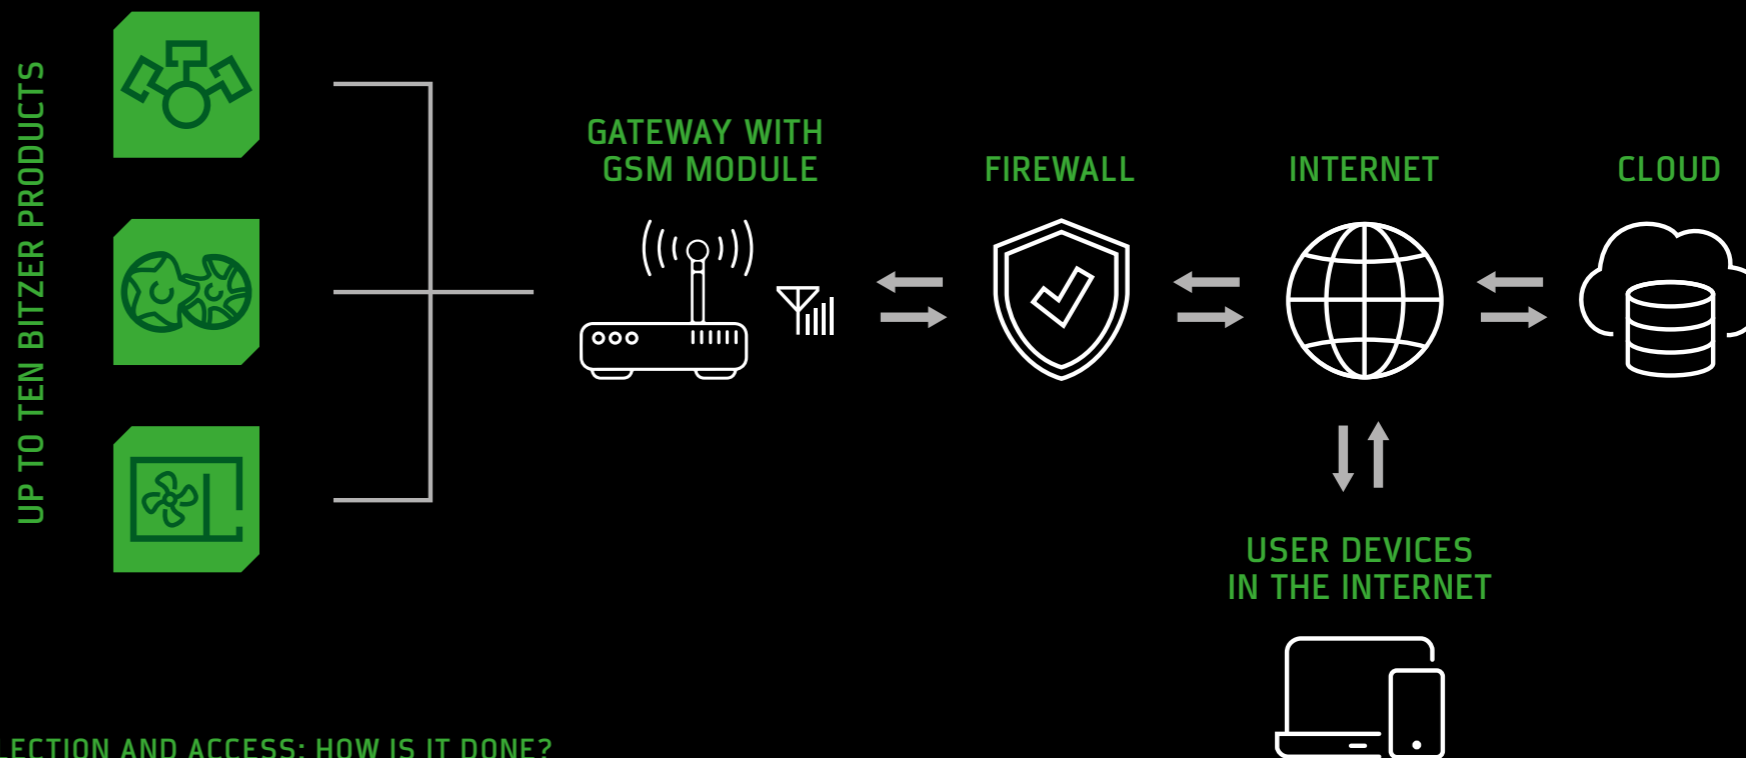 UP TO TEN BITZER PRODUCTS
GATEWAY WITH
GSM MODULE
FIREWALL
INTERNET
CLOUD
USER DEVICES
IN THE INTERNET
LECTION AND ACCESS: HOW IS IT DONE?